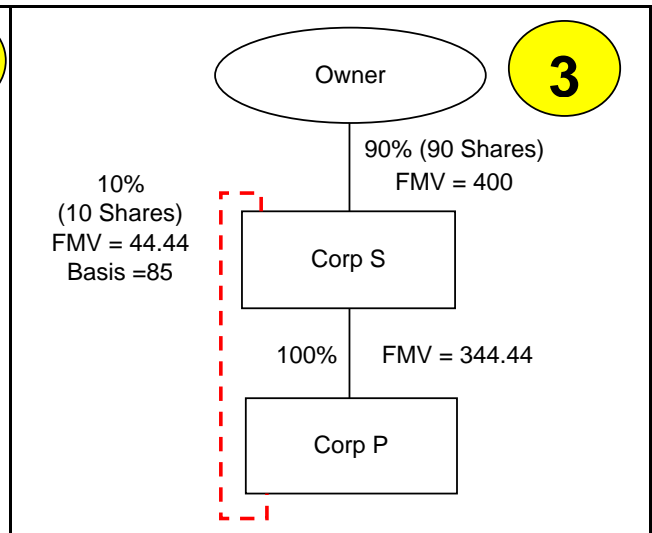 Owner
3
90% (90 Shares)
FMV = 400
10%
(10 Shares)
FMV = 44.44
Basis =85
Corp S
100%
FMV = 344.44
Corp P